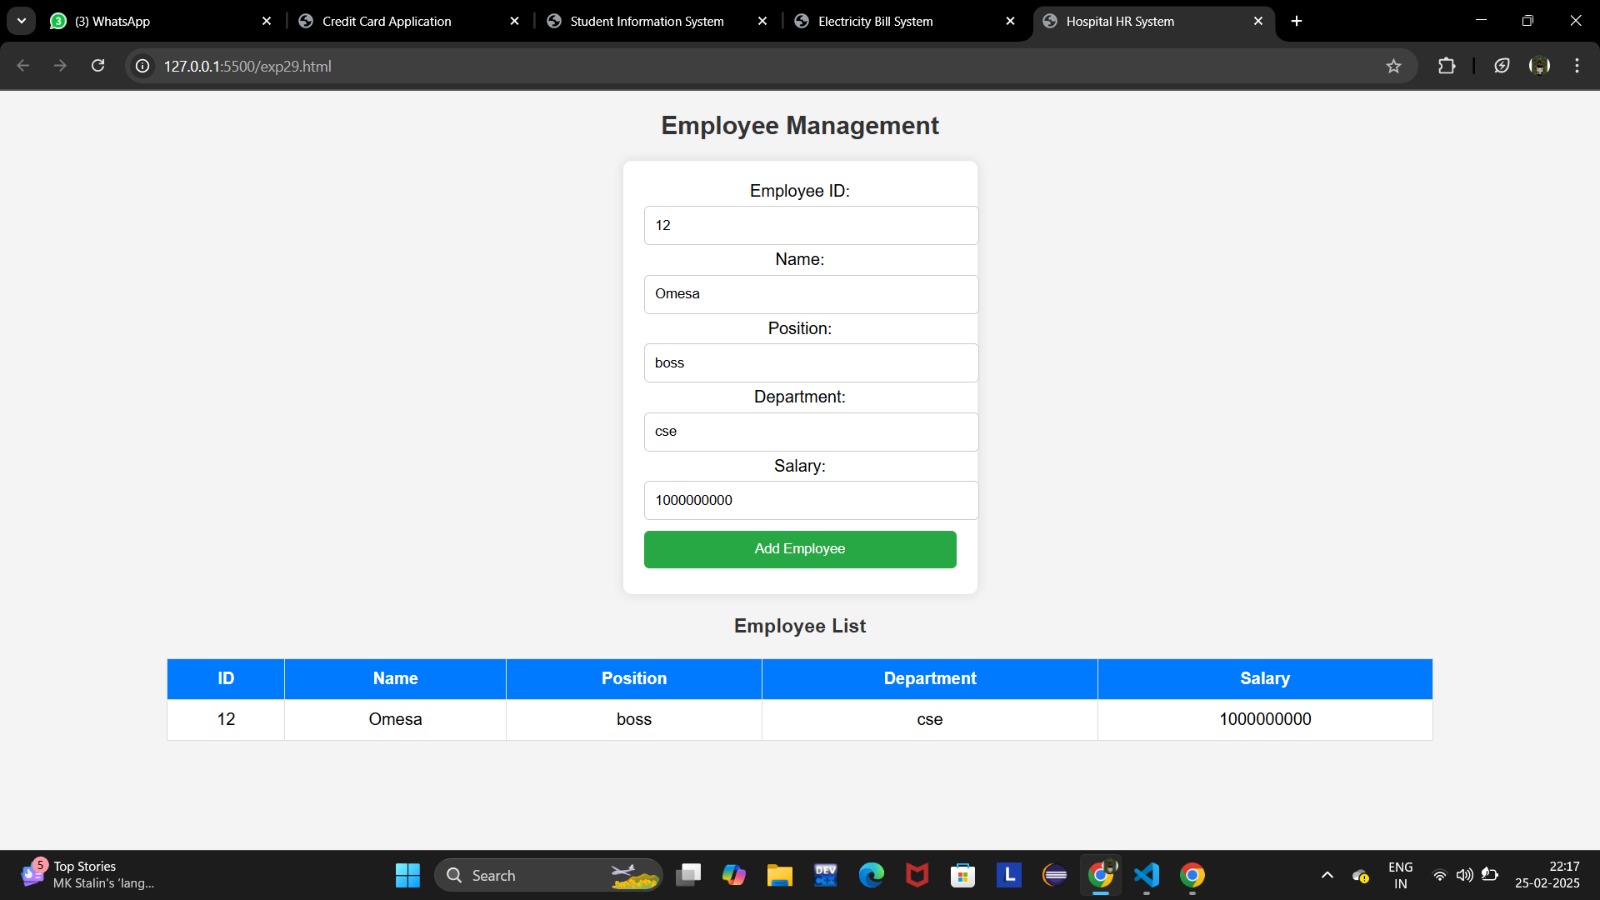 3 (3) WhatsApp
Credit Card Application
Student Information System
Electricity Bill System
Hospital HR System
127.0.0.1:5500/exp29.html
Employee Management
Employee ID:
12
Name:
Omesa
Position:
boss
Department:
cse
Salary:
1000000000
Add Employee
Employee List
ID Name Position Department Salary
12 Omesa boss cse 1000000000
5 Top Stories
MK Stalin's 'lang...
Search
DEV
L
ENG
IN
22:17
25-02-2025